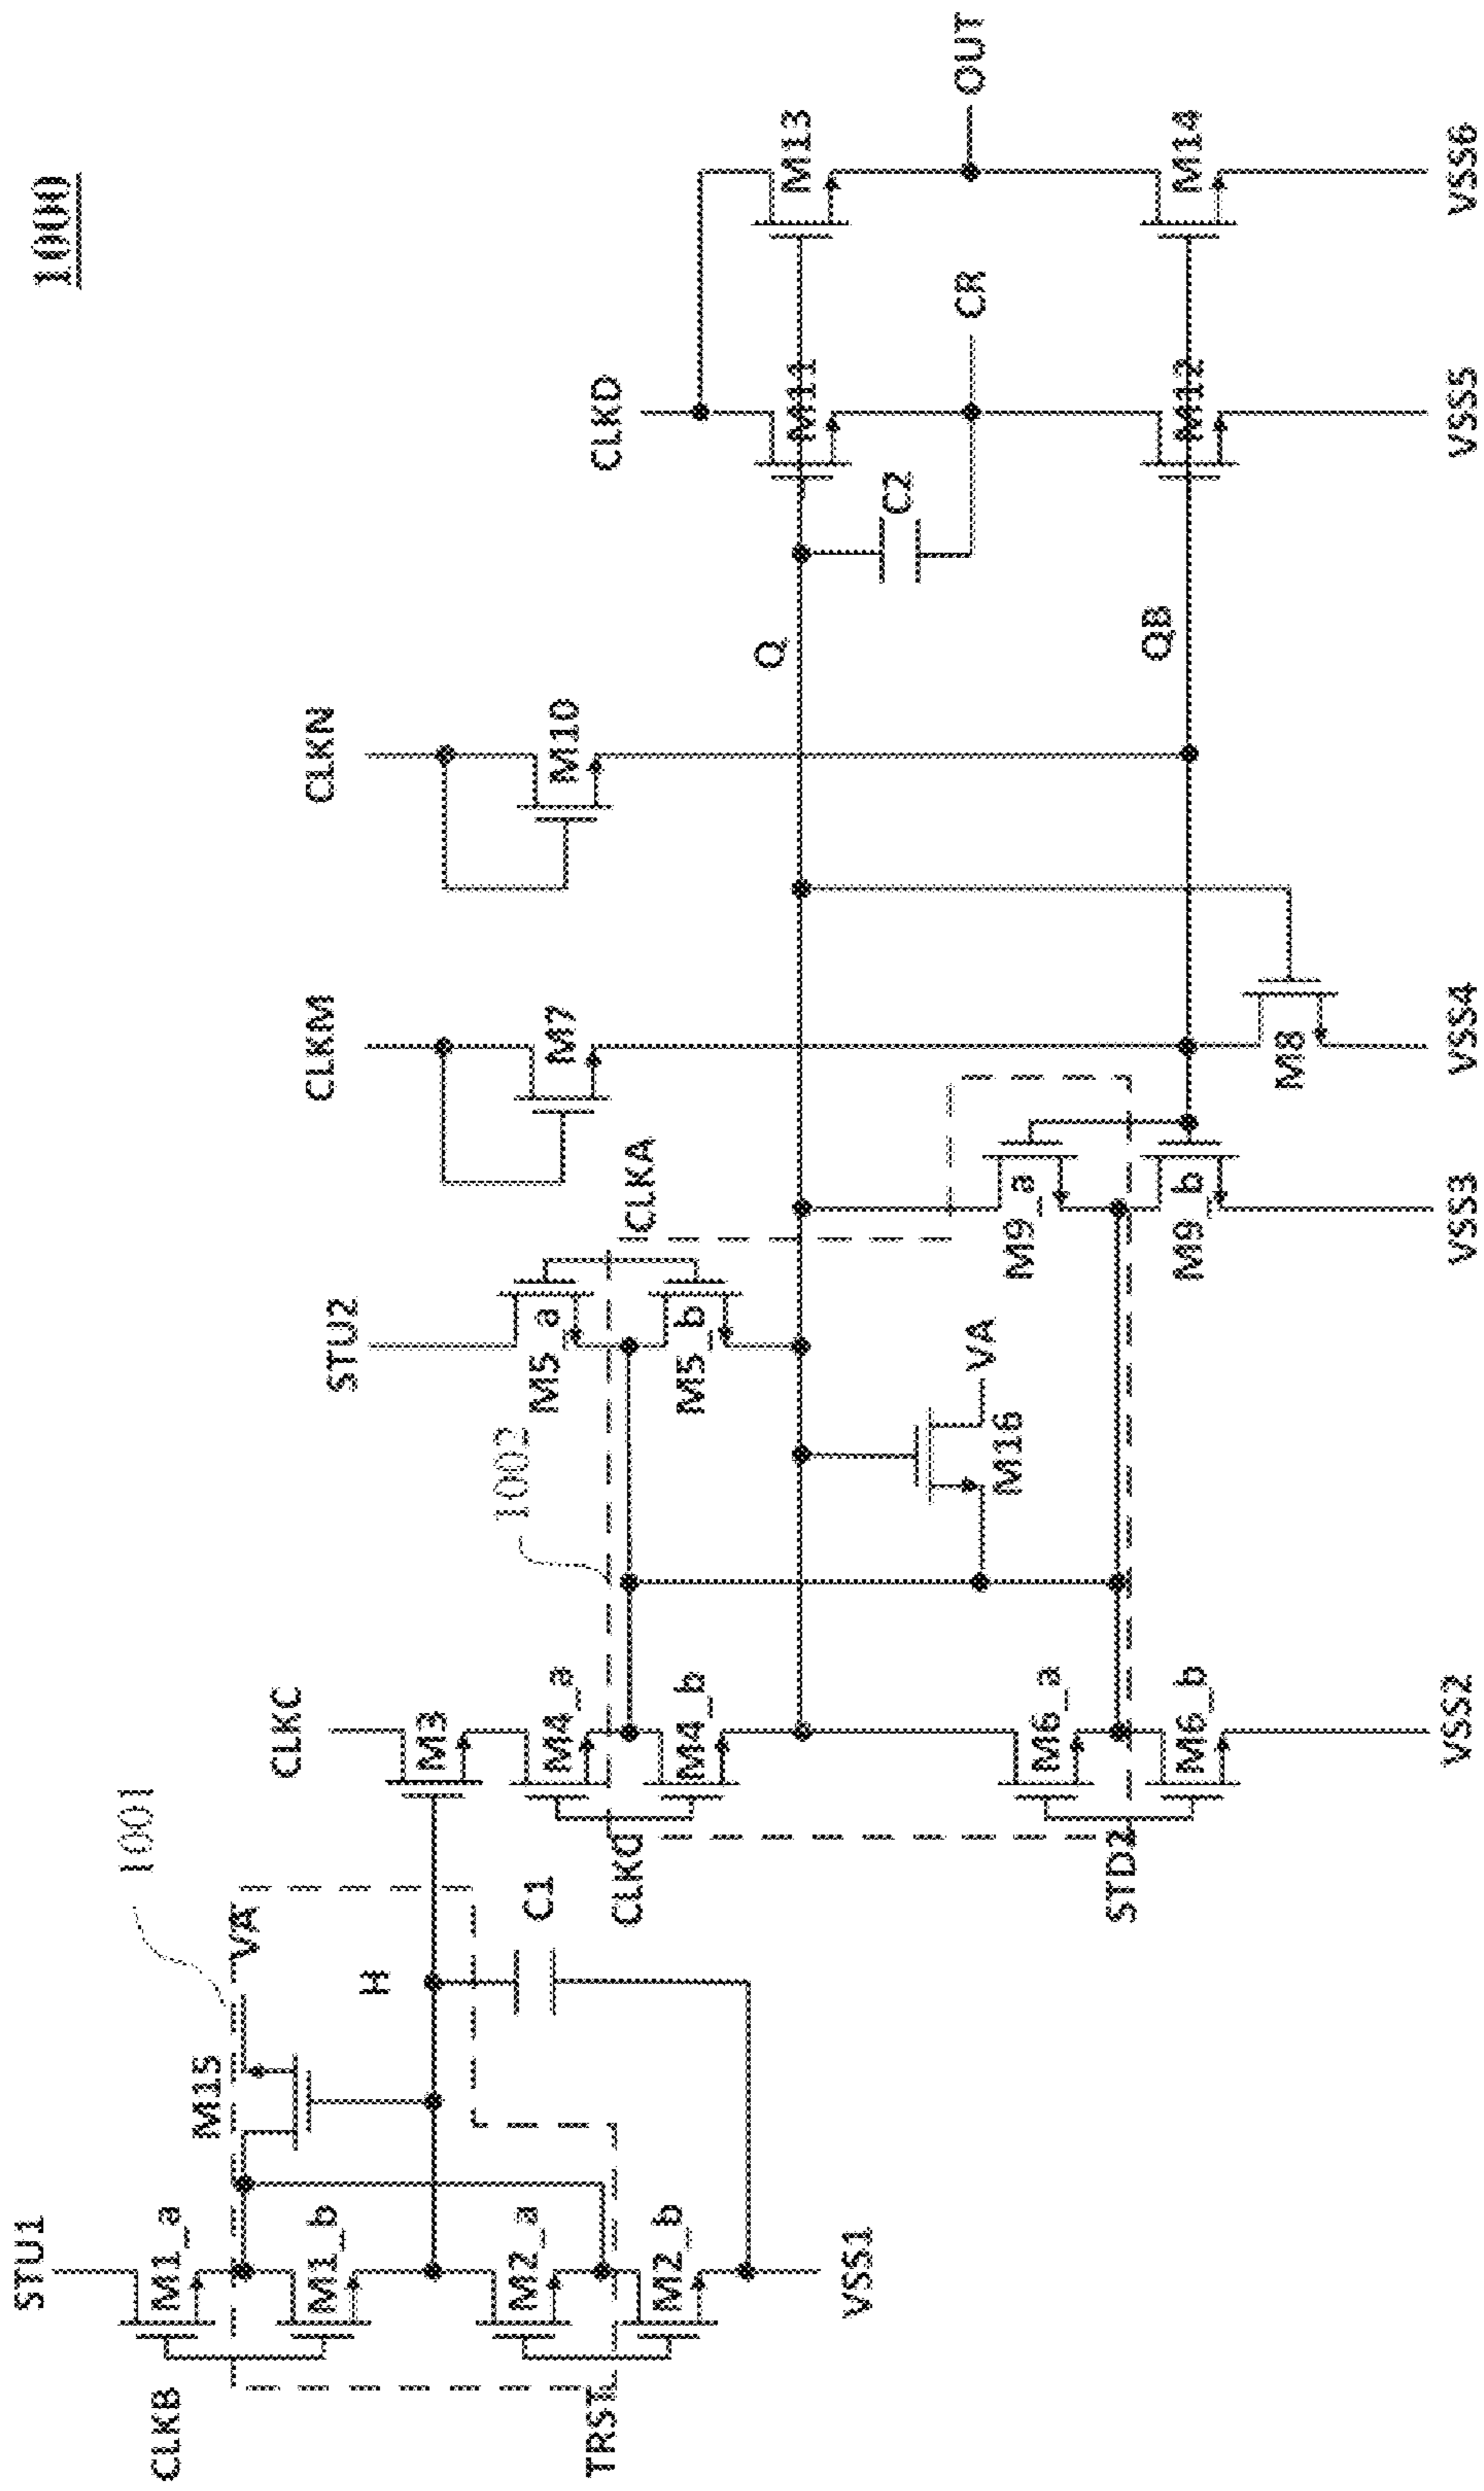 1000
STU1
M1_a
CLKB
M1_b
M15
VA
1001
H
M2_a
TRST
M2_b
C1
VSS1
CLKC
M3
M4_a
CLKC
M4_b
M6_a
STD2
M6_b
VSS2
1002
STU2
M5_a
M5_b
CLKA
M16
VA
M9_a
M9_b
VSS3
CLKM
M7
M8
VSS4
CLKN
M10
Q
QB
C2
CLKD
M11
CR
M12
VSS5
M13
OUT
M14
VSS6